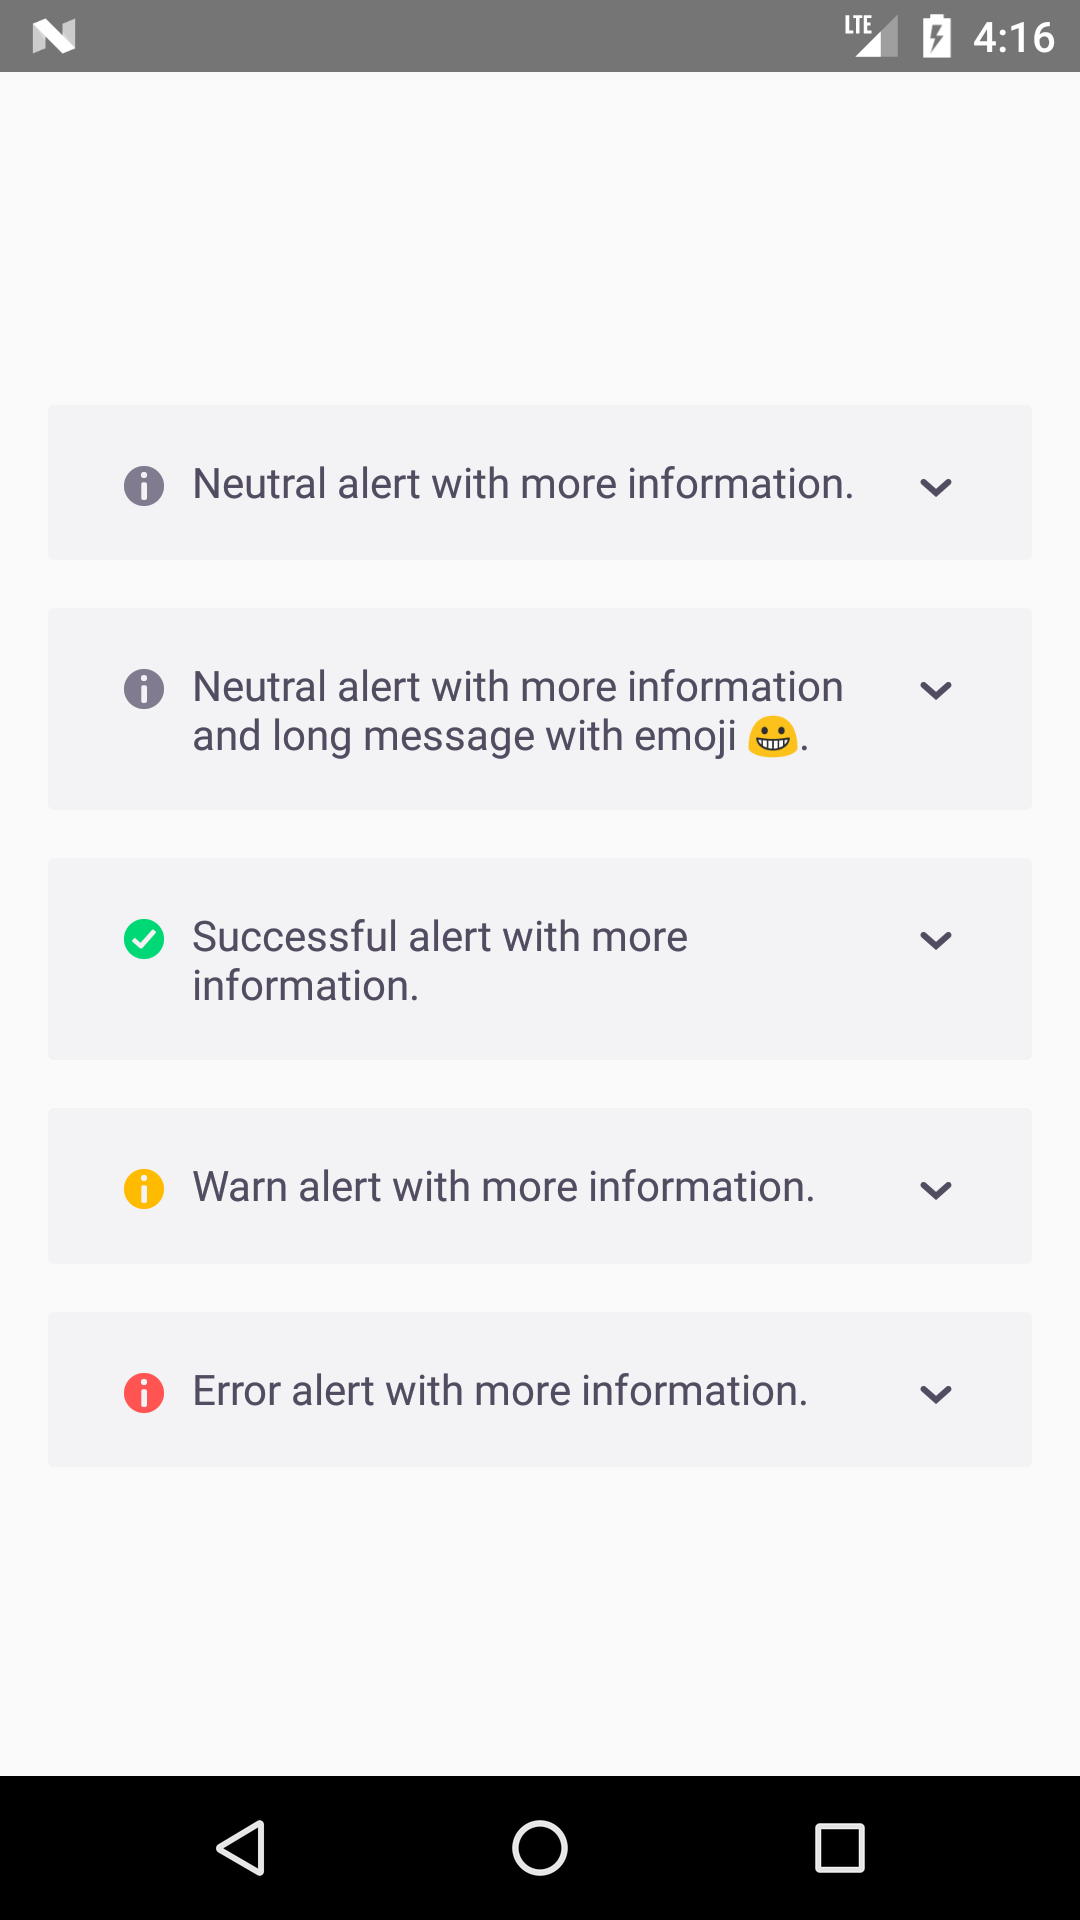 LTE 4:16
Neutral alert with more information.
Neutral alert with more information
and long message with emoji 😀.
Successful alert with more
information.
Warn alert with more information.
Error alert with more information.